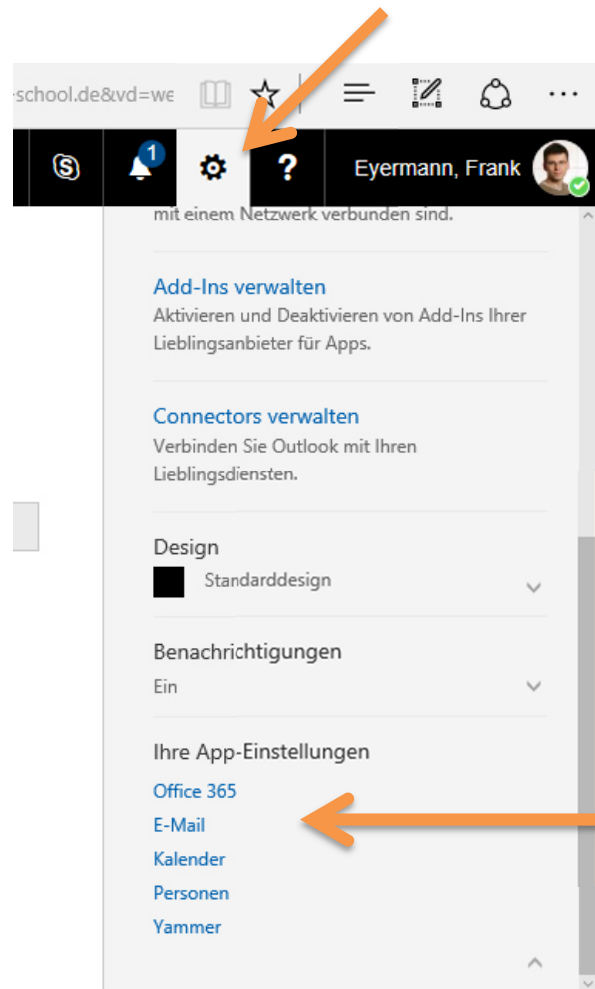 -school.de&vd=we
1
?
Eyermann, Frank
mit einem Netzwerk verbunden sind.
Add-Ins verwalten
Aktivieren und Deaktivieren von Add-Ins Ihrer
Lieblingsanbieter für Apps.
Connectors verwalten
Verbinden Sie Outlook mit Ihren
Lieblingsdiensten.
Design
Standarddesign
Benachrichtigungen
Ein
Ihre App-Einstellungen
Office 365
E-Mail
Kalender
Personen
Yammer